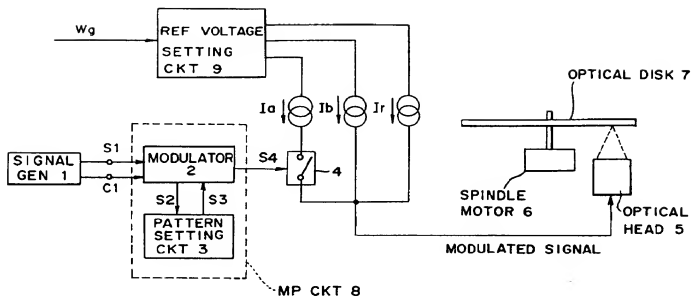 Wg
REF VOLTAGE
SETTING
CKT 9
OPTICAL DISK 7
Ia
Ib
Ir
SIGNAL
GEN 1
S1
C1
MODULATOR
2
S4
4
S2
S3
PATTERN
SETTING
CKT 3
SPINDLE
MOTOR 6
OPTICAL
HEAD 5
MODULATED SIGNAL
MP CKT 8